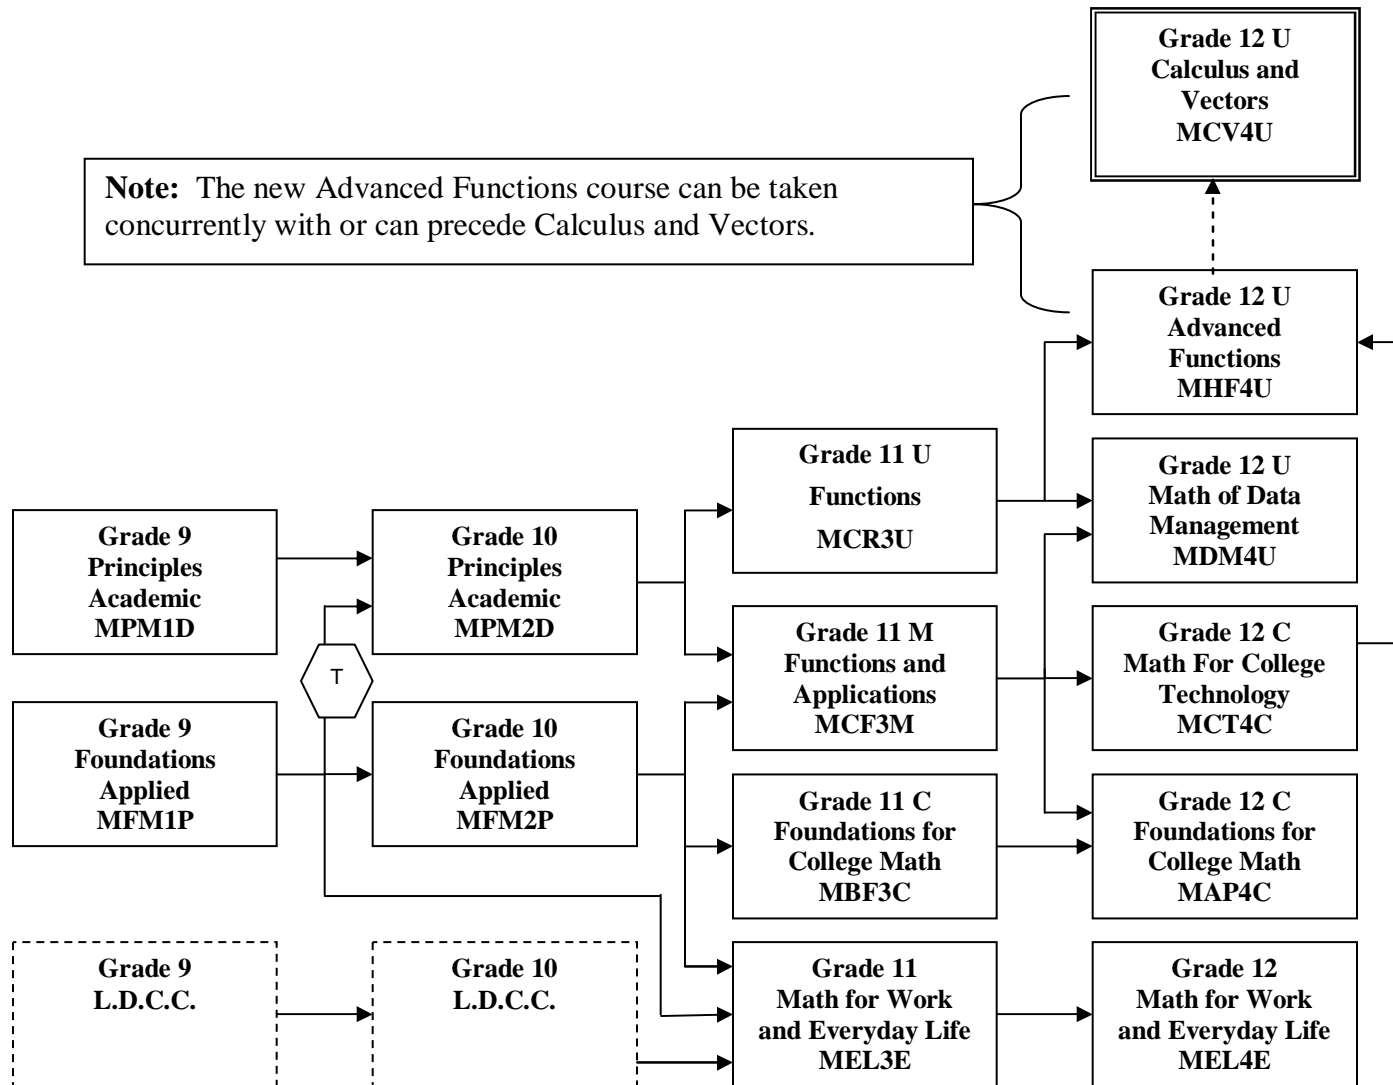 Grade 12 U
Calculus and
Vectors
MCV4U
Note: The new Advanced Functions course can be taken
concurrently with or can precede Calculus and Vectors.
Grade 12 U
Advanced
Functions
MHF4U
Grade 11 U
Functions
MCR3U
Grade 12 U
Math of Data
Management
MDM4U
Grade 9
Principles
Academic
MPM1D
Grade 10
Principles
Academic
MPM2D
Grade 11 M
Functions and
Applications
MCF3M
Grade 12 C
Math For College
Technology
MCT4C
T
Grade 9
Foundations
Applied
MFM1P
Grade 10
Foundations
Applied
MFM2P
Grade 11 C
Foundations for
College Math
MBF3C
Grade 12 C
Foundations for
College Math
MAP4C
Grade 9
L.D.C.C.
Grade 10
L.D.C.C.
Grade 11
Math for Work
and Everyday Life
MEL3E
Grade 12
Math for Work
and Everyday Life
MEL4E